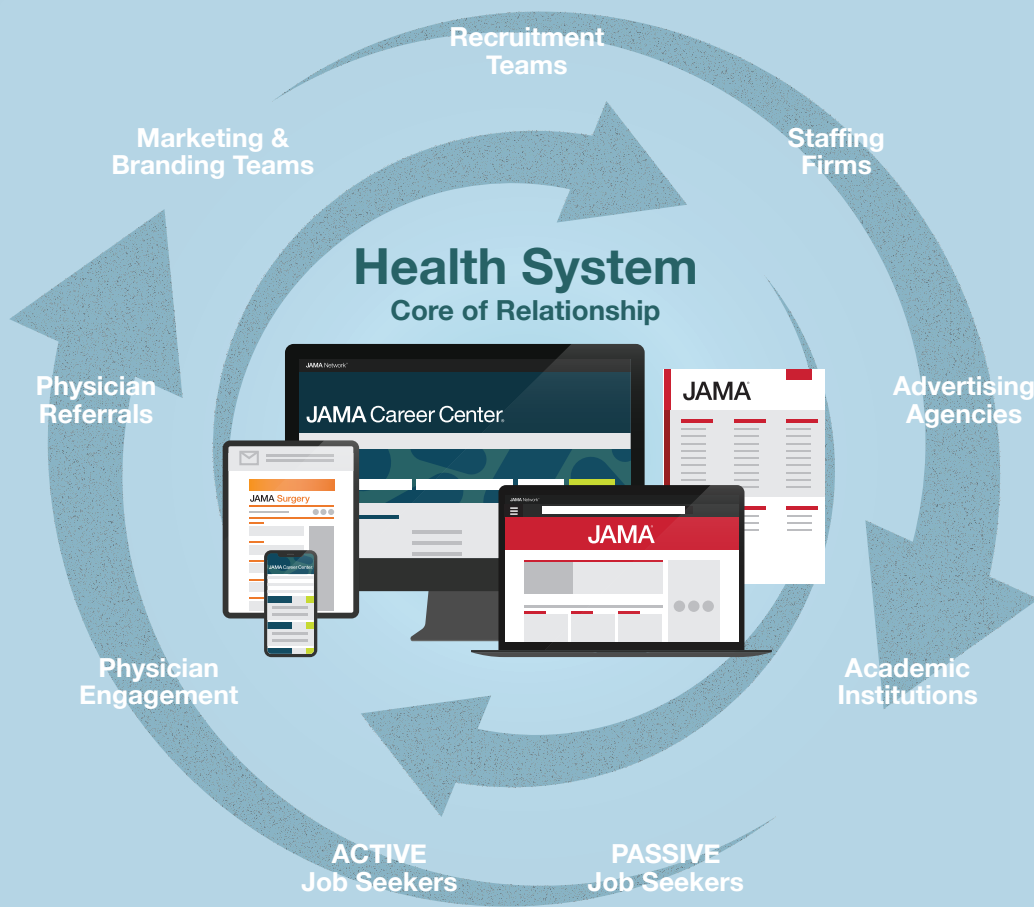 Recruitment
Teams
Marketing &
Branding Teams
Staffing
Firms
Health System
Core of Relationship
Physician
Referrals
Advertising
Agencies
JAMA Network™
JAMA Career Center®
JAMA®
JAMA Surgery
JAMA Network™
JAMA®
JAMA Career Center
Physician
Engagement
Academic
Institutions
ACTIVE
Job Seekers
PASSIVE
Job Seekers